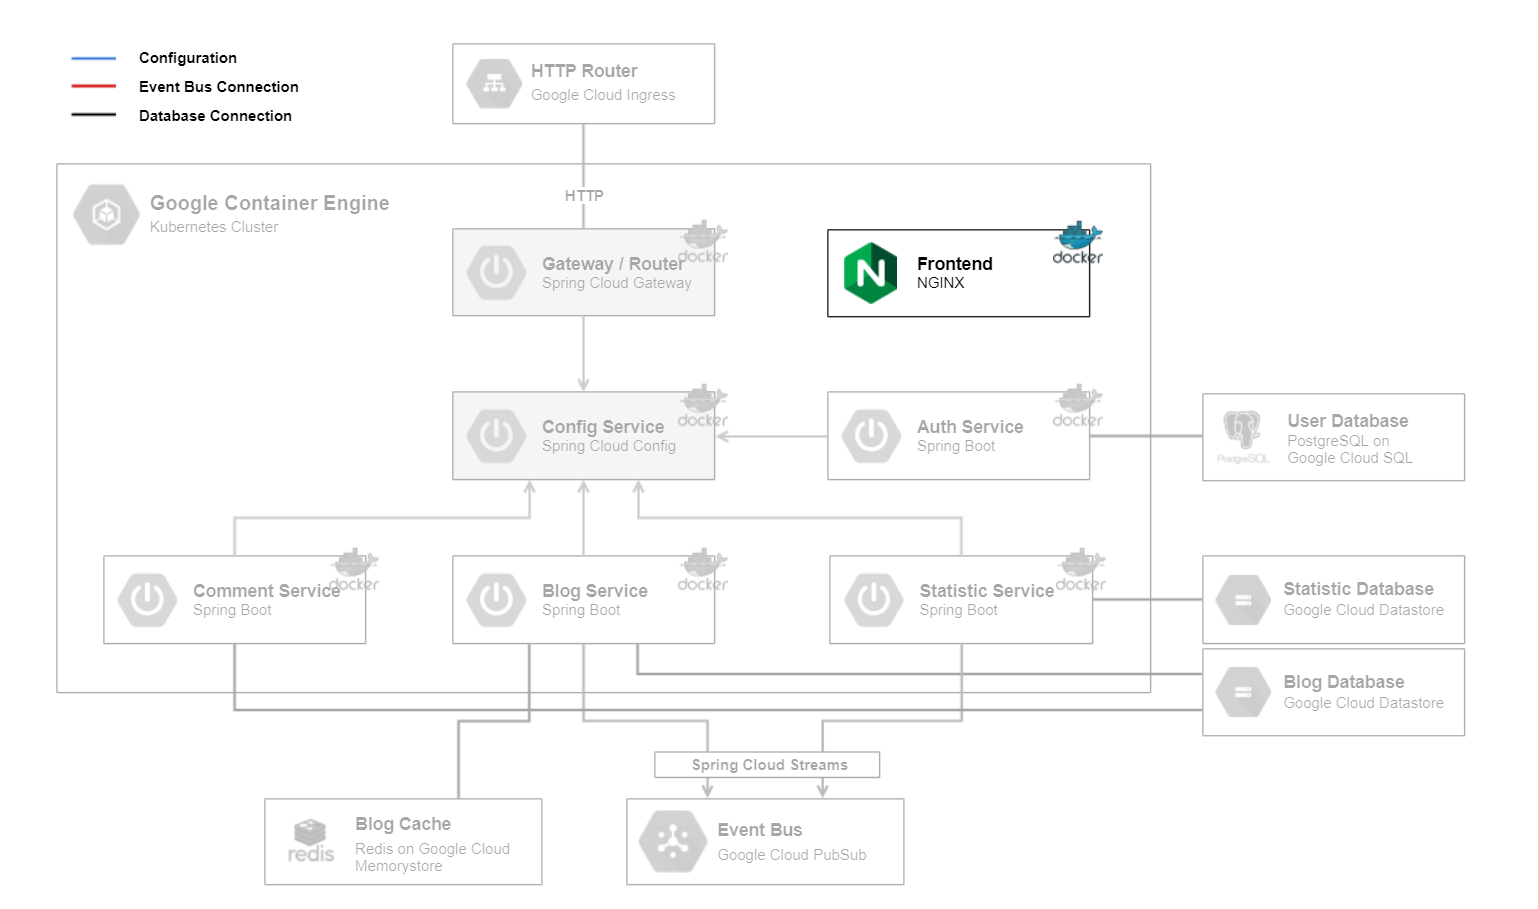 Configuration
Event Bus Connection
Database Connection
HTTP Router
Google Cloud Ingress
Google Container Engine
Kubernetes Cluster
HTTP
docker
Gateway / Router
Spring Cloud Gateway
docker
N
Frontend
NGINX
docker
Config Service
Spring Cloud Config
docker
Auth Service
Spring Boot
PostgreSQL
User Database
PostgreSQL on
Google Cloud SQL
docker
Comment Service
Spring Boot
docker
Blog Service
Spring Boot
docker
Statistic Service
Spring Boot
Statistic Database
Google Cloud Datastore
Blog Database
Google Cloud Datastore
Spring Cloud Streams
redis
Blog Cache
Redis on Google Cloud
Memorystore
Event Bus
Google Cloud PubSub